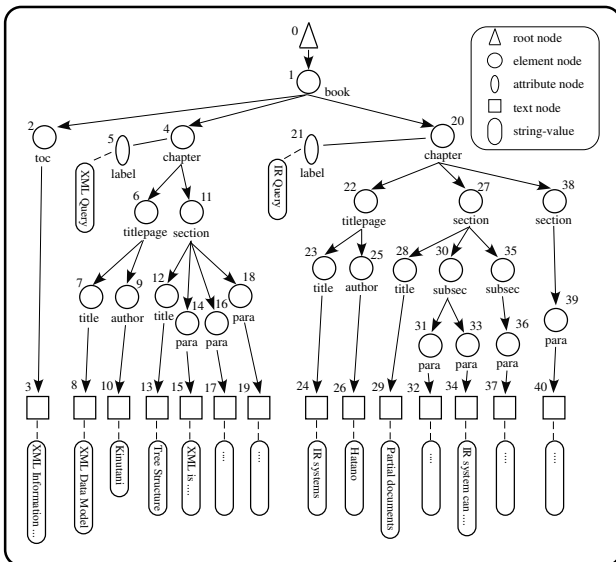 0
root node
element node
attribute node
text node
string-value
1
book
2
toc
5
label
4
chapter
21
label
20
chapter
XML Query
IR Query
6
titlepage
11
section
22
titlepage
27
section
38
section
7
title
9
author
12
title
14
para
16
para
18
para
23
title
25
author
28
title
30
subsec
35
subsec
31
para
33
para
36
para
39
para
3
8
10
13
15
17
19
24
26
29
32
34
37
40
XML Information ...
XML Data Model
Kinutani
Tree Structure
XML is ....
....
....
IR systems
Hatano
Partial documents
....
IR system can ....
....
....